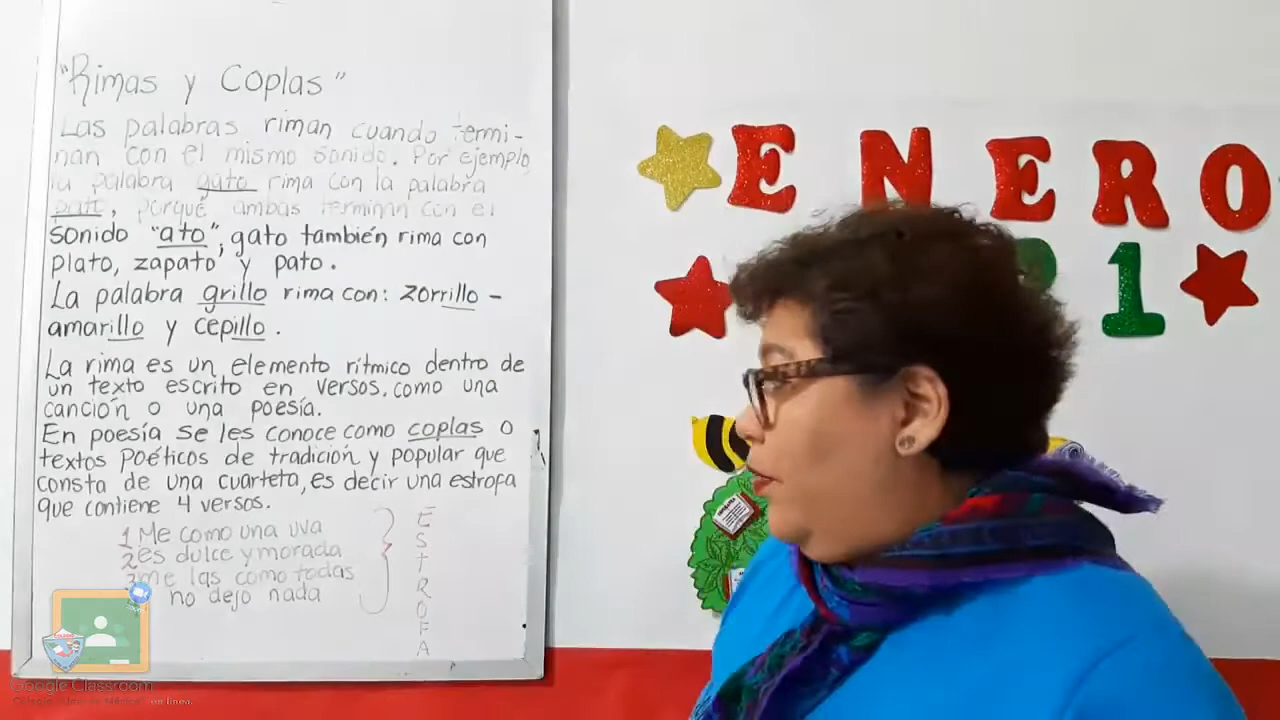 "Rimas y Coplas"
Las palabras riman cuando termi-
nan con el mismo sonido. Por ejemplo
la palabra gato rima con la palabra
pato, porqué ambas terminan con el
sonido "ato", gato también rima con
plato, zapato y pato.
La palabra grillo rima con: zorrillo -
amarillo y cepillo.
La rima es un elemento rítmico dentro de
un texto escrito en versos, como una
canción o una poesía.
En poesía se les conoce como coplas o
textos poéticos de tradición y popular que
consta de una cuarteta, es decir una estrofa
que contiene 4 versos.
1 Me como una uva
2 es dulce y morada
3 me las como todas
no dejo nada
ESTROFA
ENERO
1
Google Classroom
en línea.